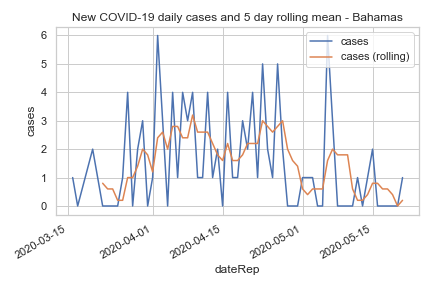 New COVID-19 daily cases and 5 day rolling mean - Bahamas
cases
cases (rolling)
6
5
4
3
2
1
0
cases
2020-03-15
2020-04-01
2020-04-15
2020-05-01
2020-05-15
dateRep